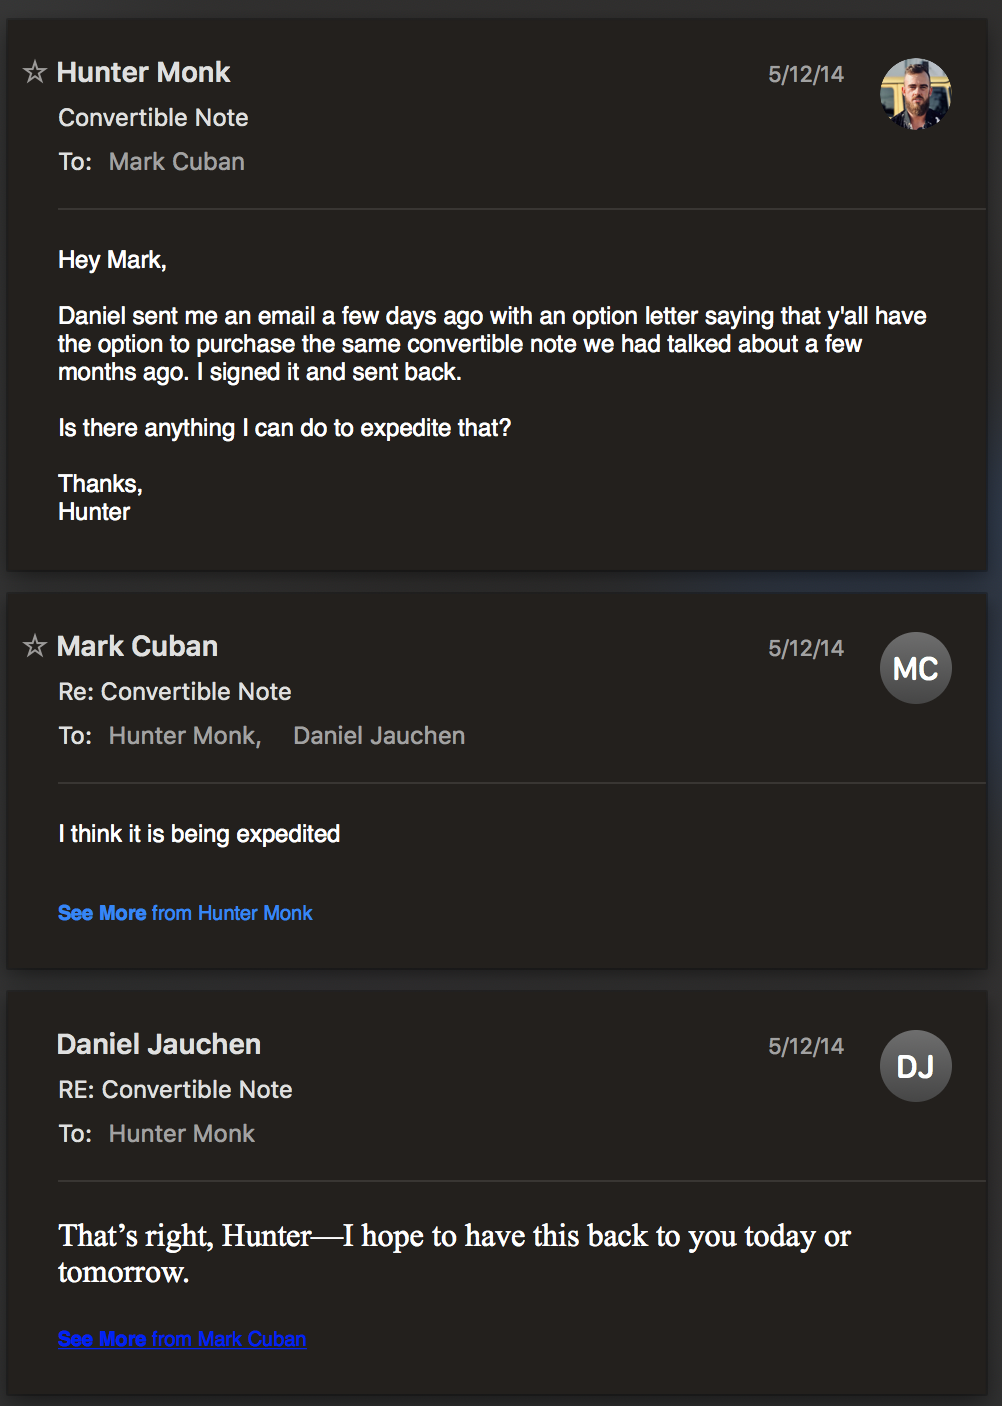 Hunter Monk
5/12/14
Convertible Note
To: Mark Cuban
Hey Mark,
Daniel sent me an email a few days ago with an option letter saying that y'all have
the option to purchase the same convertible note we had talked about a few
months ago. I signed it and sent back.
Is there anything I can do to expedite that?
Thanks,
Hunter
Mark Cuban
5/12/14
MC
Re: Convertible Note
To: Hunter Monk, Daniel Jauchen
I think it is being expedited
See More from Hunter Monk
Daniel Jauchen
5/12/14
DJ
RE: Convertible Note
To: Hunter Monk
That’s right, Hunter—I hope to have this back to you today or
tomorrow.
See More from Mark Cuban